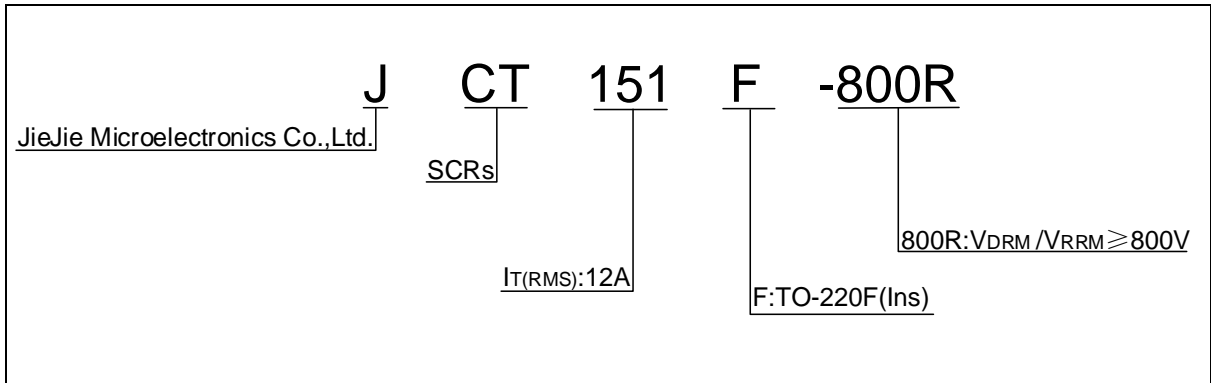 J CT 151 F -800R
JieJie Microelectronics Co.,Ltd.
SCRs
800R:VDRM /VRRM≥800V
IT(RMS):12A
F:TO-220F(Ins)